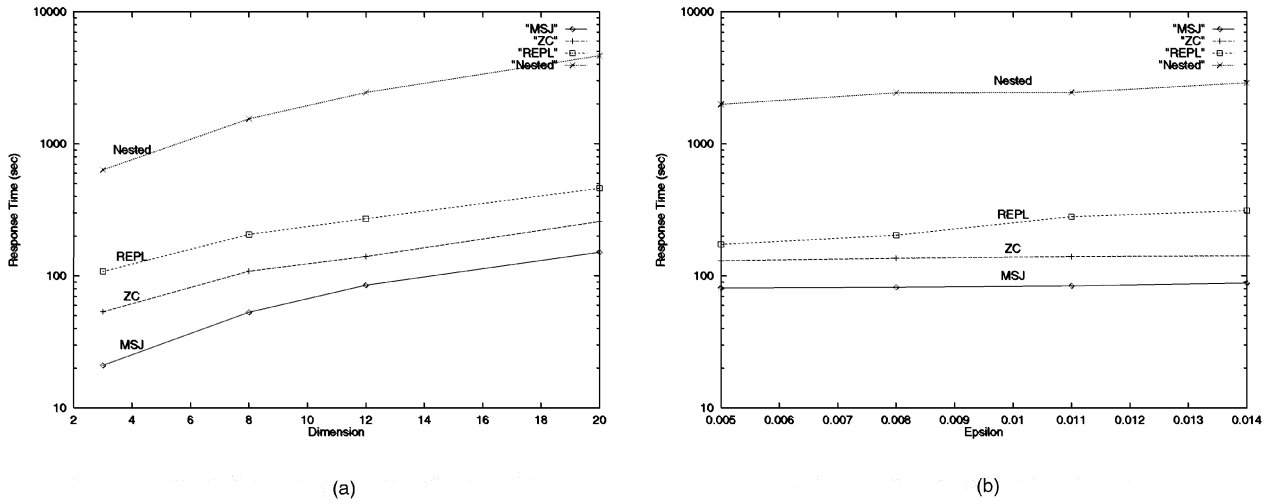 10000
1000
100
10
Response Time (sec)
"MSJ"
"ZC"
"REPL"
"Nested"
Nested
REPL
ZC
MSJ
2 4 6 8 10 12 14 16 18 20
Dimension
(a)
10000
1000
100
10
Response Time (sec)
"MSJ"
"ZC"
"REPL"
"Nested"
Nested
REPL
ZC
MSJ
0.005 0.006 0.007 0.008 0.009 0.01 0.011 0.012 0.013 0.014
Epsilon
(b)